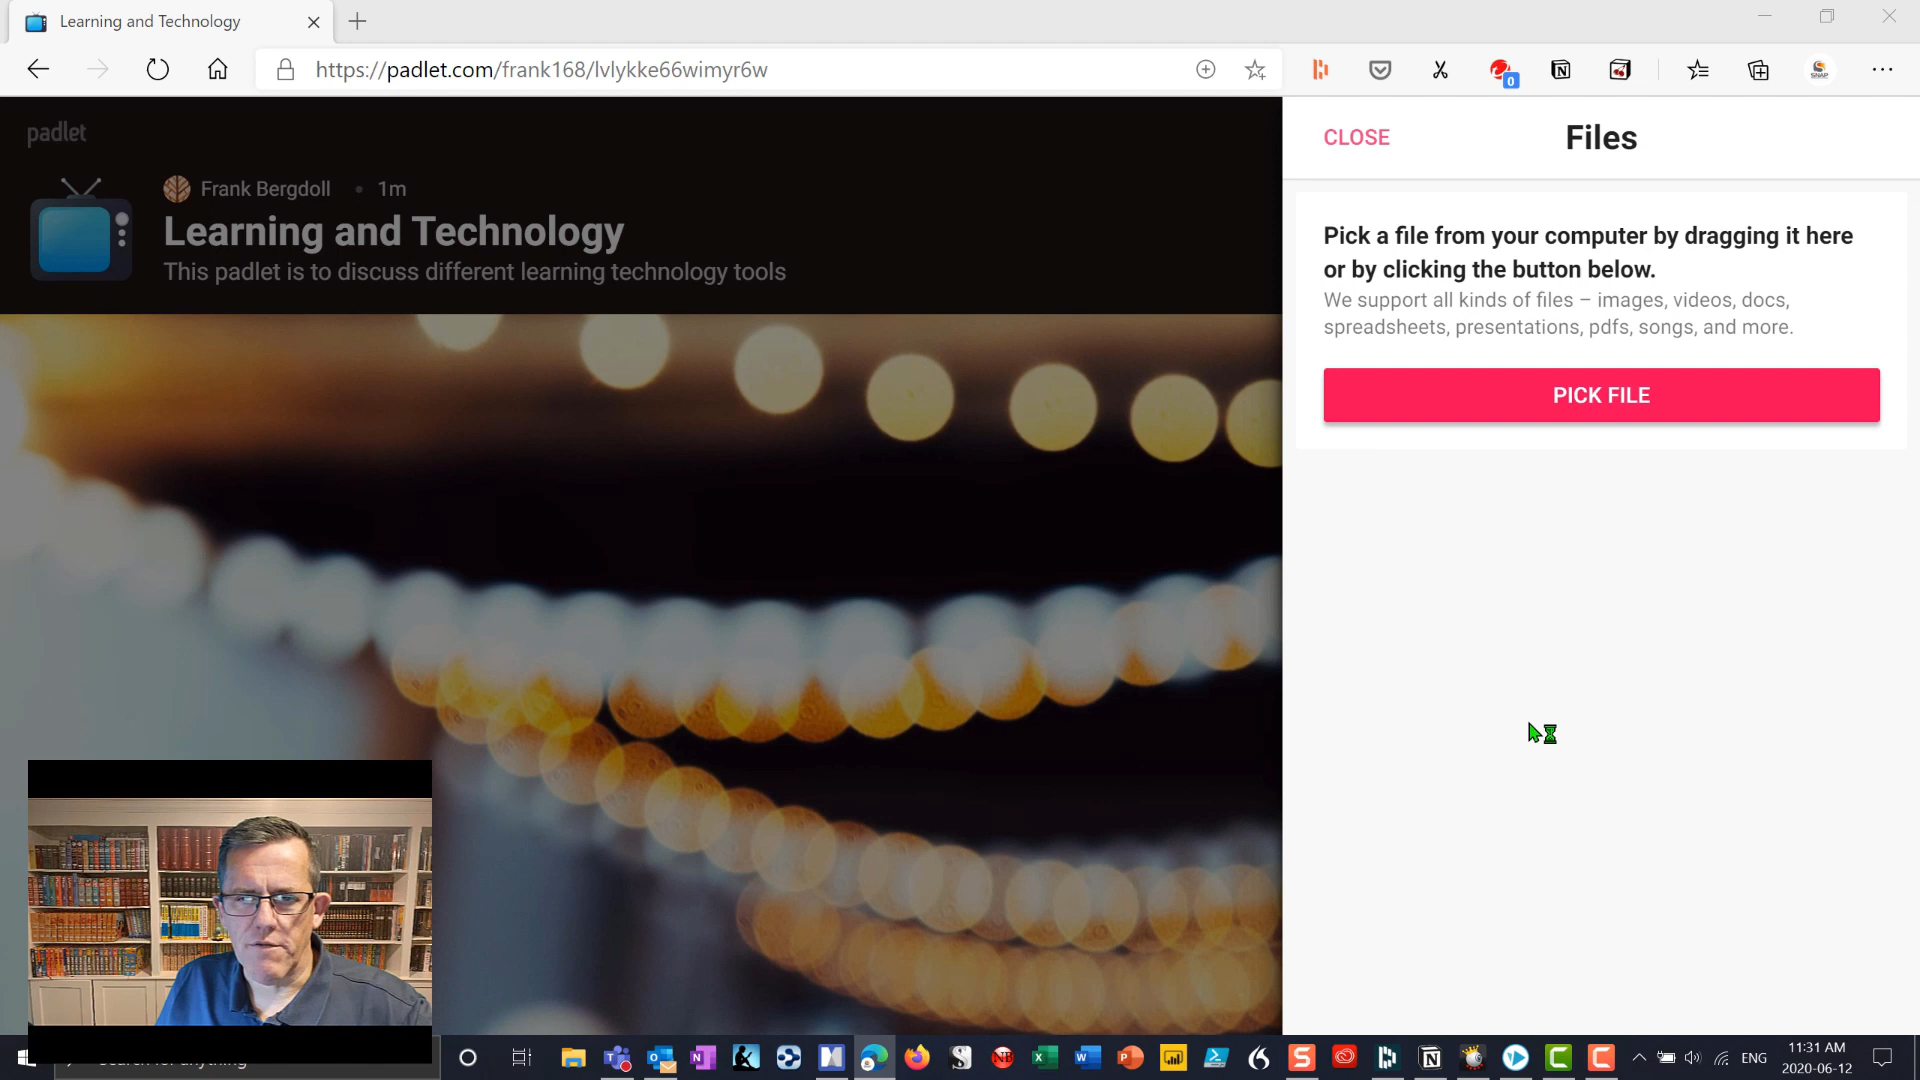 Learning and Technology
https://padlet.com/frank168/lvlykke66wimyr6w
0
SNAP
padlet
Frank Bergdoll • 1m
Learning and Technology
This padlet is to discuss different learning technology tools
CLOSE
Files
Pick a file from your computer by dragging it here
or by clicking the button below.
We support all kinds of files – images, videos, docs,
spreadsheets, presentations, pdfs, songs, and more.
PICK FILE
ENG
11:31 AM
2020-06-12